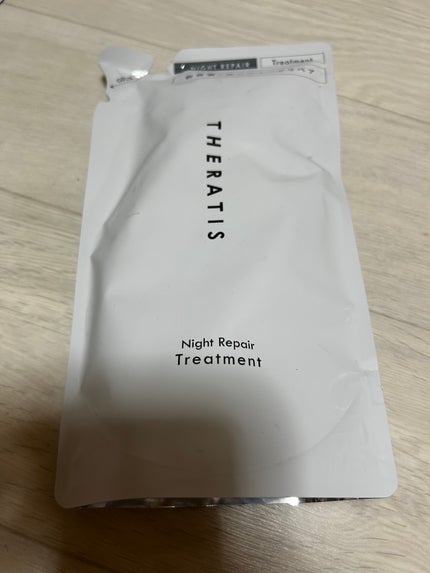 NIGHT REPAIR
Treatment
THERATIS
Night Repair
Treatment